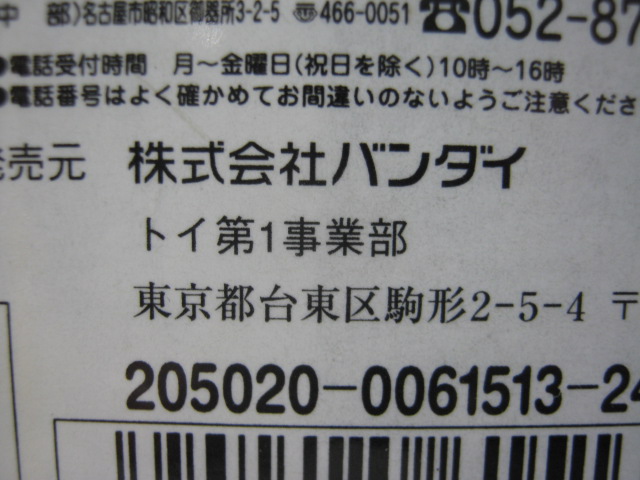 中 部)名古屋市昭和区御器所3-2-5 〠466-0051 ☎052-87
●電話受付時間 月～金曜日(祝日を除く)10時～16時
●電話番号はよく確かめてお間違いのないようご注意くださ
発売元 株式会社バンダイ
トイ第1事業部
東京都台東区駒形2-5-4 〒
205020-0061513-24